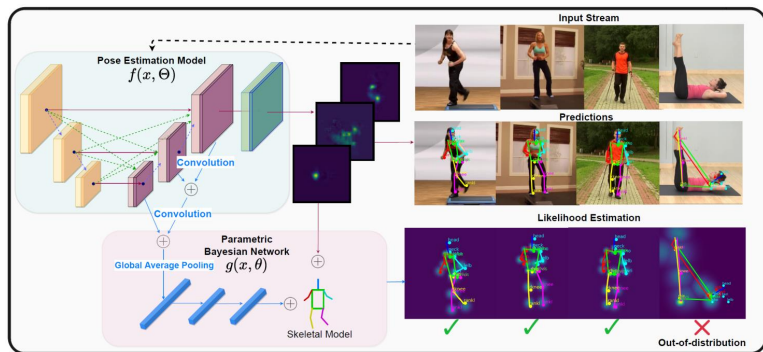 Input Stream
Pose Estimation Model
f(x, Θ)
Predictions
Convolution
Convolution
Likelihood Estimation
Parametric
Bayesian Network
g(x, θ)
Global Average Pooling
Skeletal Model
Out-of-distribution